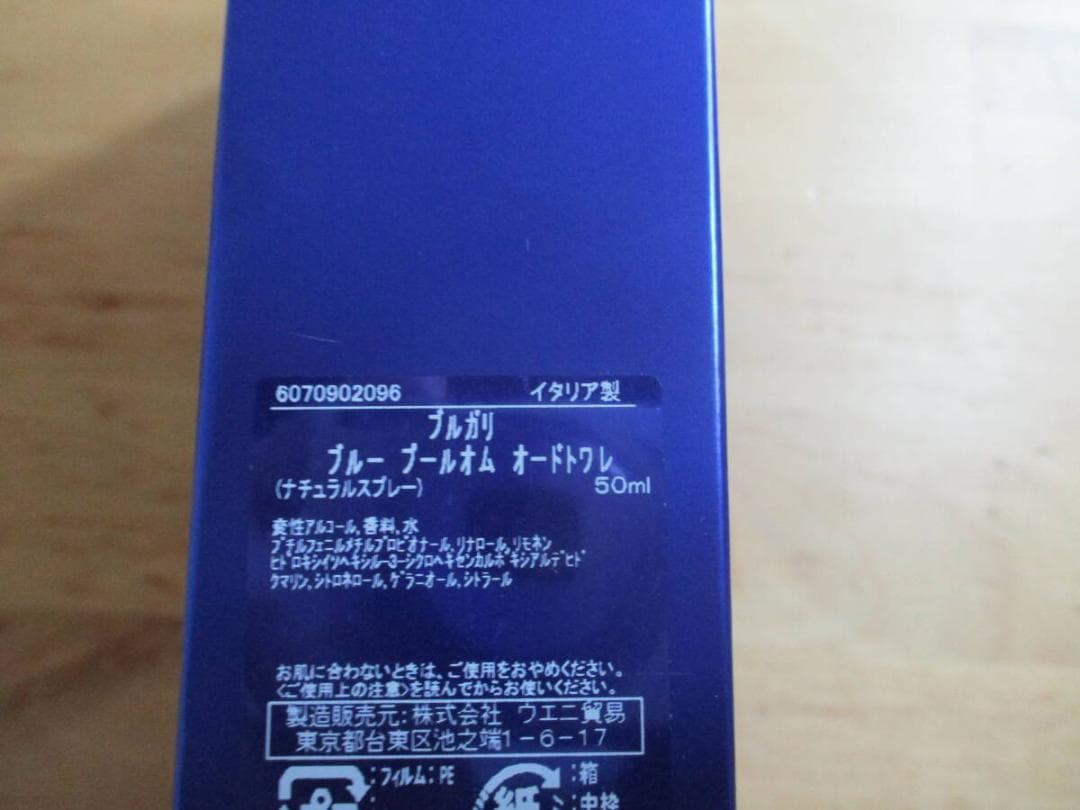 6070902096 イタリア製
ブルガリ
ブルー プールオム オードトワレ
(ナチュラルスプレー) 50ml
変性アルコール, 香料, 水
ブチルフェニルメチルプロピオナール, リナロール, リモネン
ヒドロキシイソヘキシル-3-シクロヘキセンカルボキシアルデヒド
クマリン, シトロネロール, ゲラニオール, シトラール
お肌に合わないときは、ご使用をおやめください。
<ご使用上の注意>を読んでからお使いください。
製造販売元:株式会社 ウエニ貿易
東京都台東区池之端1-6-17
:フィルム:PE :箱
紙 :中枠